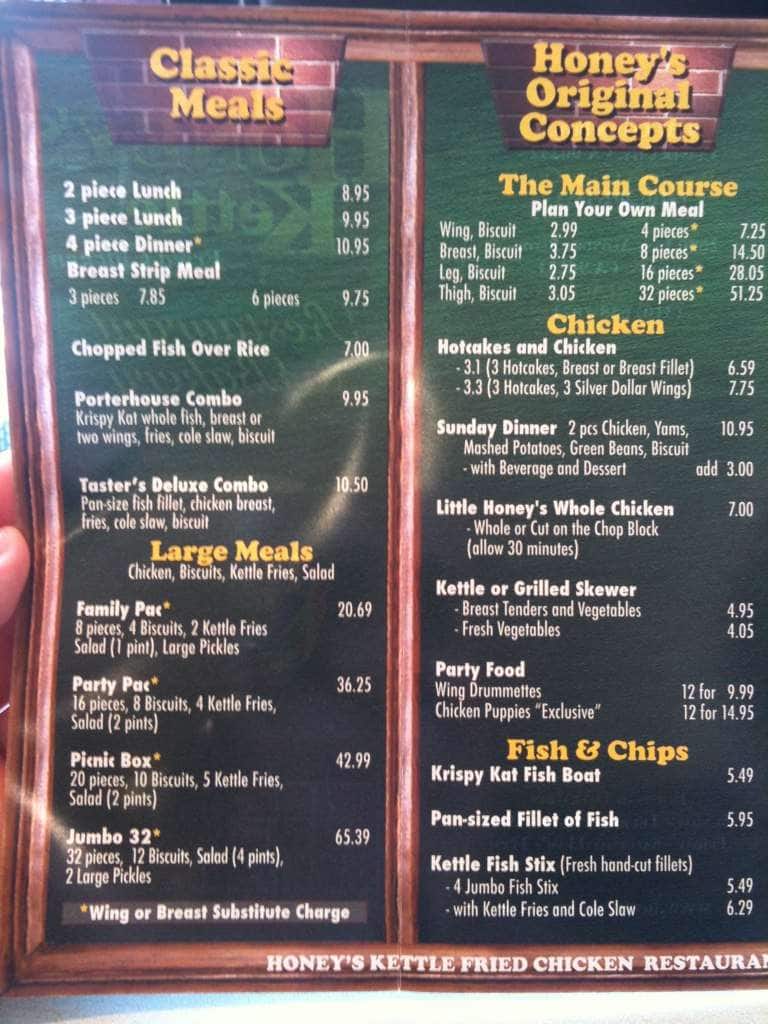 Classic
Meals
2 piece Lunch 8.95
3 piece Lunch 9.95
4 piece Dinner* 10.95
Breast Strip Meal
3 pieces 7.85 6 pieces 9.75
Chopped Fish Over Rice 7.00
Porterhouse Combo 9.95
Krispy Kat whole fish, breast or
two wings, fries, cole slaw, biscuit
Taster's Deluxe Combo 10.50
Pan-size fish fillet, chicken breast,
fries, cole slaw, biscuit
Large Meals
Chicken, Biscuits, Kettle Fries, Salad
Family Pac* 20.69
8 pieces, 4 Biscuits, 2 Kettle Fries
Salad (1 pint), Large Pickles
Party Pac* 36.25
16 pieces, 8 Biscuits, 4 Kettle Fries,
Salad (2 pints)
Picnic Box* 42.99
20 pieces, 10 Biscuits, 5 Kettle Fries,
Salad (2 pints)
Jumbo 32* 65.39
32 pieces, 12 Biscuits, Salad (4 pints),
2 Large Pickles
*Wing or Breast Substitute Charge
Honey's
Original
Concepts
The Main Course
Plan Your Own Meal
Wing, Biscuit 2.99 4 pieces* 7.25
Breast, Biscuit 3.75 8 pieces* 14.50
Leg, Biscuit 2.75 16 pieces* 28.05
Thigh, Biscuit 3.05 32 pieces* 51.25
Chicken
Hotcakes and Chicken
- 3.1 (3 Hotcakes, Breast or Breast Fillet) 6.59
- 3.3 (3 Hotcakes, 3 Silver Dollar Wings) 7.75
Sunday Dinner 2 pcs Chicken, Yams, 10.95
Mashed Potatoes, Green Beans, Biscuit
- with Beverage and Dessert add 3.00
Little Honey's Whole Chicken 7.00
- Whole or Cut on the Chop Block
(allow 30 minutes)
Kettle or Grilled Skewer
- Breast Tenders and Vegetables 4.95
- Fresh Vegetables 4.05
Party Food
Wing Drummettes 12 for 9.99
Chicken Puppies "Exclusive" 12 for 14.95
Fish & Chips
Krispy Kat Fish Boat 5.49
Pan-sized Fillet of Fish 5.95
Kettle Fish Stix (Fresh hand-cut fillets)
- 4 Jumbo Fish Stix 5.49
- with Kettle Fries and Cole Slaw 6.29
HONEY'S KETTLE FRIED CHICKEN RESTAURA